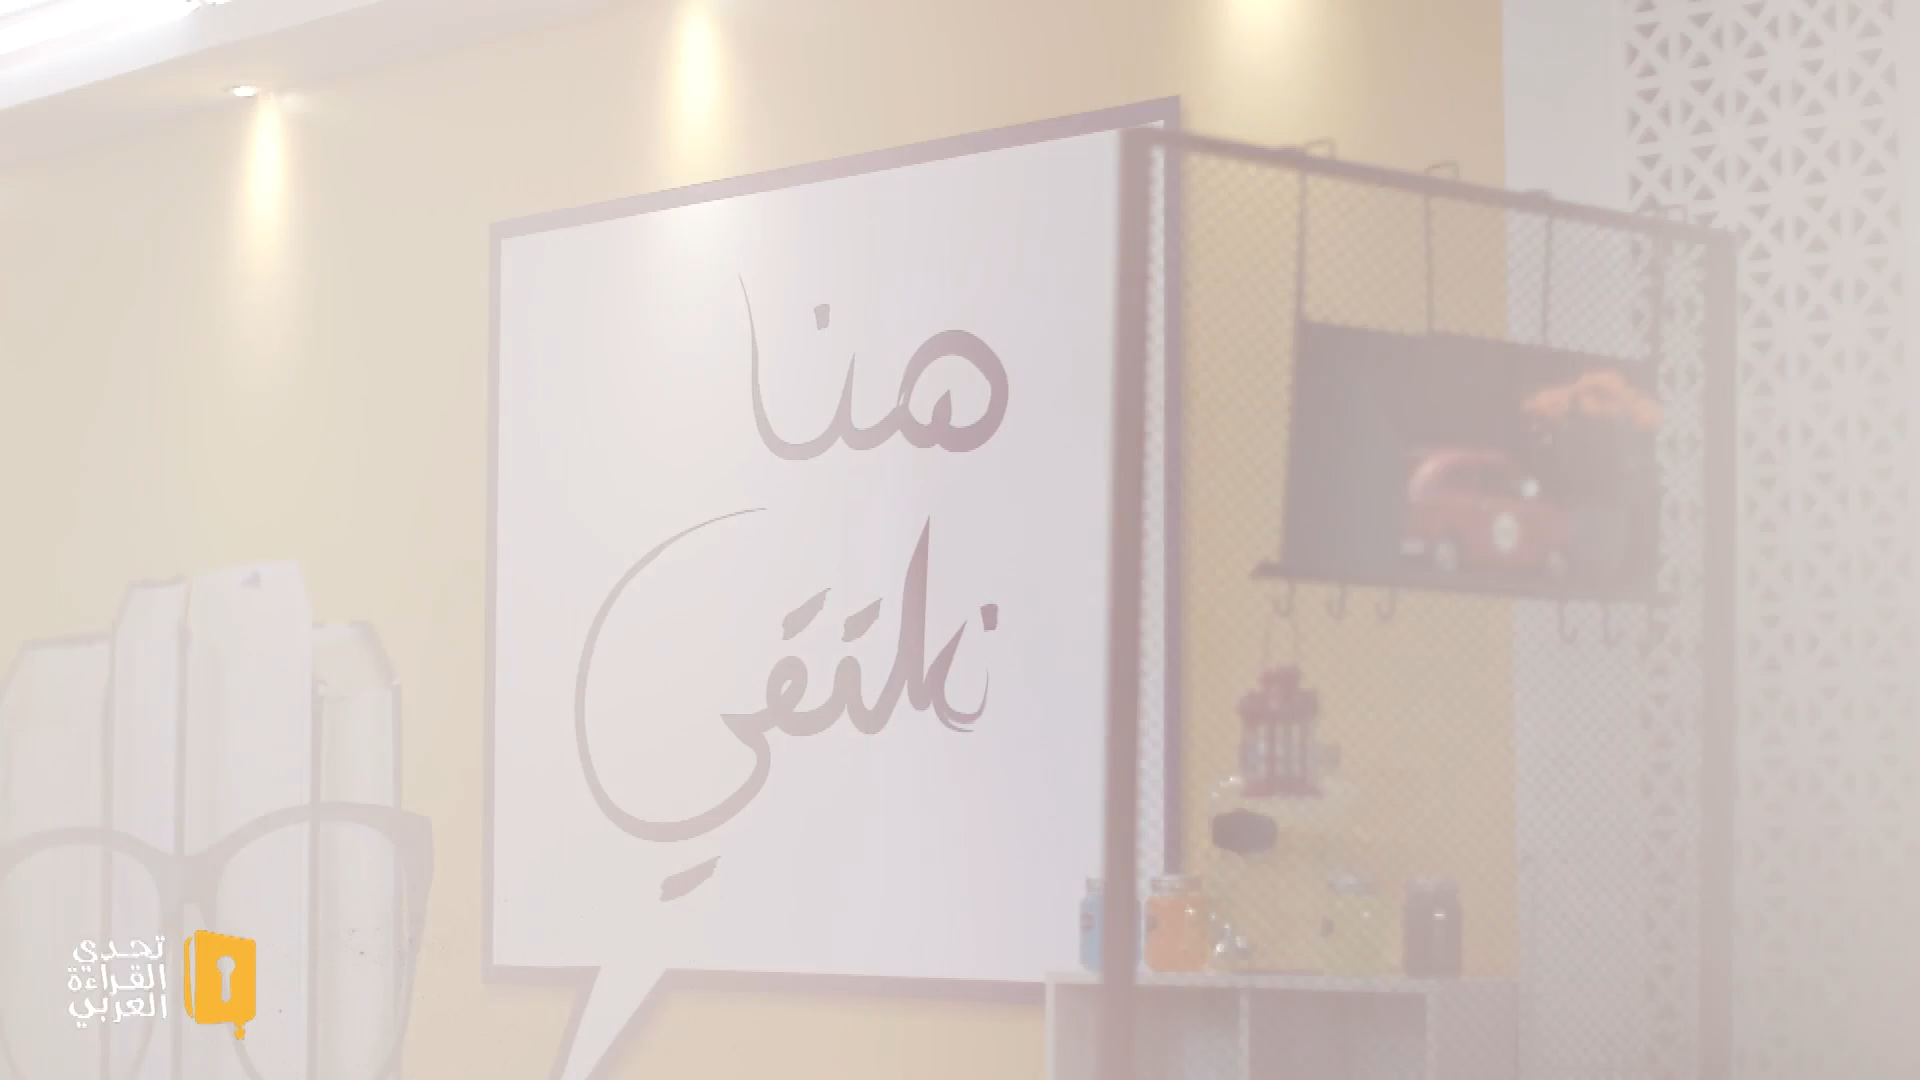 هنا
نلتقي
تحدي
القراءة
العربي